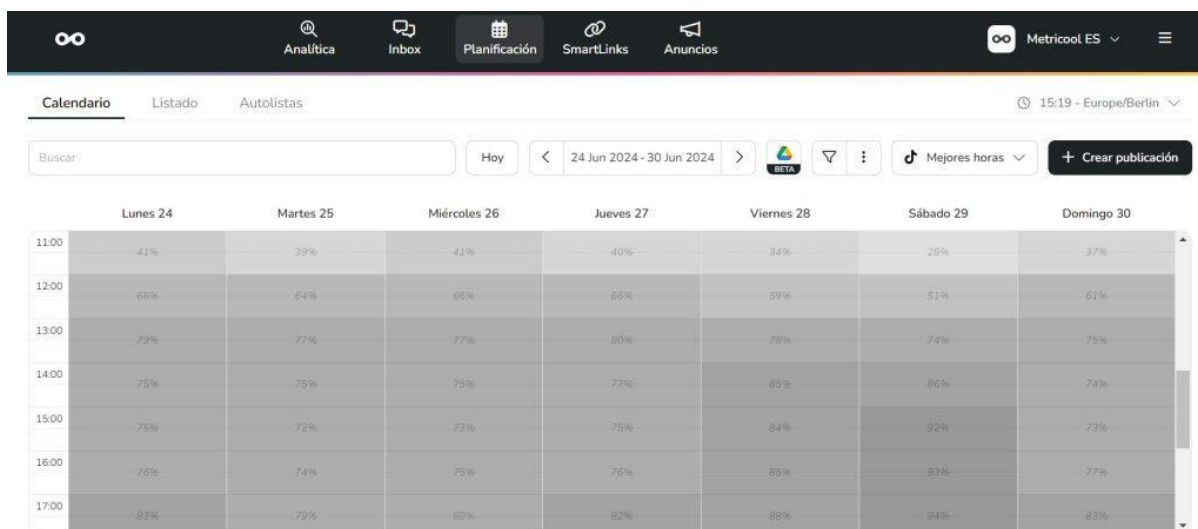 Analítica Inbox Planificación SmartLinks Anuncios Metricool ES
Calendario Listado Autolistas 15:19 - Europe/Berlin
Buscar Hoy 24 Jun 2024 - 30 Jun 2024 BETA Mejores horas + Crear publicación
Lunes 24 Martes 25 Miércoles 26 Jueves 27 Viernes 28 Sábado 29 Domingo 30
11:00 41% 39% 41% 40% 34% 28% 37%
12:00 68% 64% 66% 66% 59% 51% 61%
13:00 79% 77% 77% 80% 78% 74% 75%
14:00 75% 75% 75% 77% 85% 86% 74%
15:00 75% 72% 73% 75% 84% 92% 73%
16:00 76% 74% 75% 76% 85% 93% 77%
17:00 83% 79% 80% 82% 88% 94% 83%